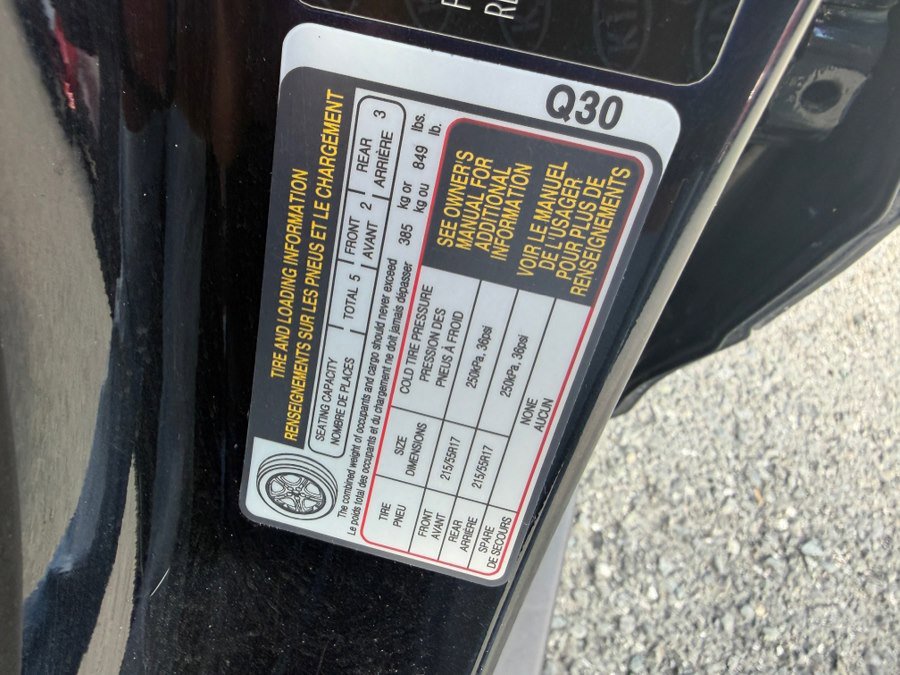 Q30
TIRE AND LOADING INFORMATION
RENSEIGNEMENTS SUR LES PNEUS ET LE CHARGEMENT
SEATING CAPACITY TOTAL 5 FRONT 2 REAR 3
NOMBRE DE PLACES AVANT ARRIÈRE
The combined weight of occupants and cargo should never exceed 385 kg or 849 lbs.
Le poids total des occupants et du chargement ne doit jamais dépasser kg ou lb.
TIRE SIZE COLD TIRE PRESSURE
PNEU DIMENSIONS PRESSION DES
PNEUS À FROID
FRONT 215/55R17 250kPa, 36psi
AVANT
REAR 215/55R17 250kPa, 36psi
ARRIÈRE
SPARE NONE
DE SECOURS AUCUN
SEE OWNER'S
MANUAL FOR
ADDITIONAL
INFORMATION
VOIR LE MANUEL
DE L'USAGER
POUR PLUS DE
RENSEIGNEMENTS